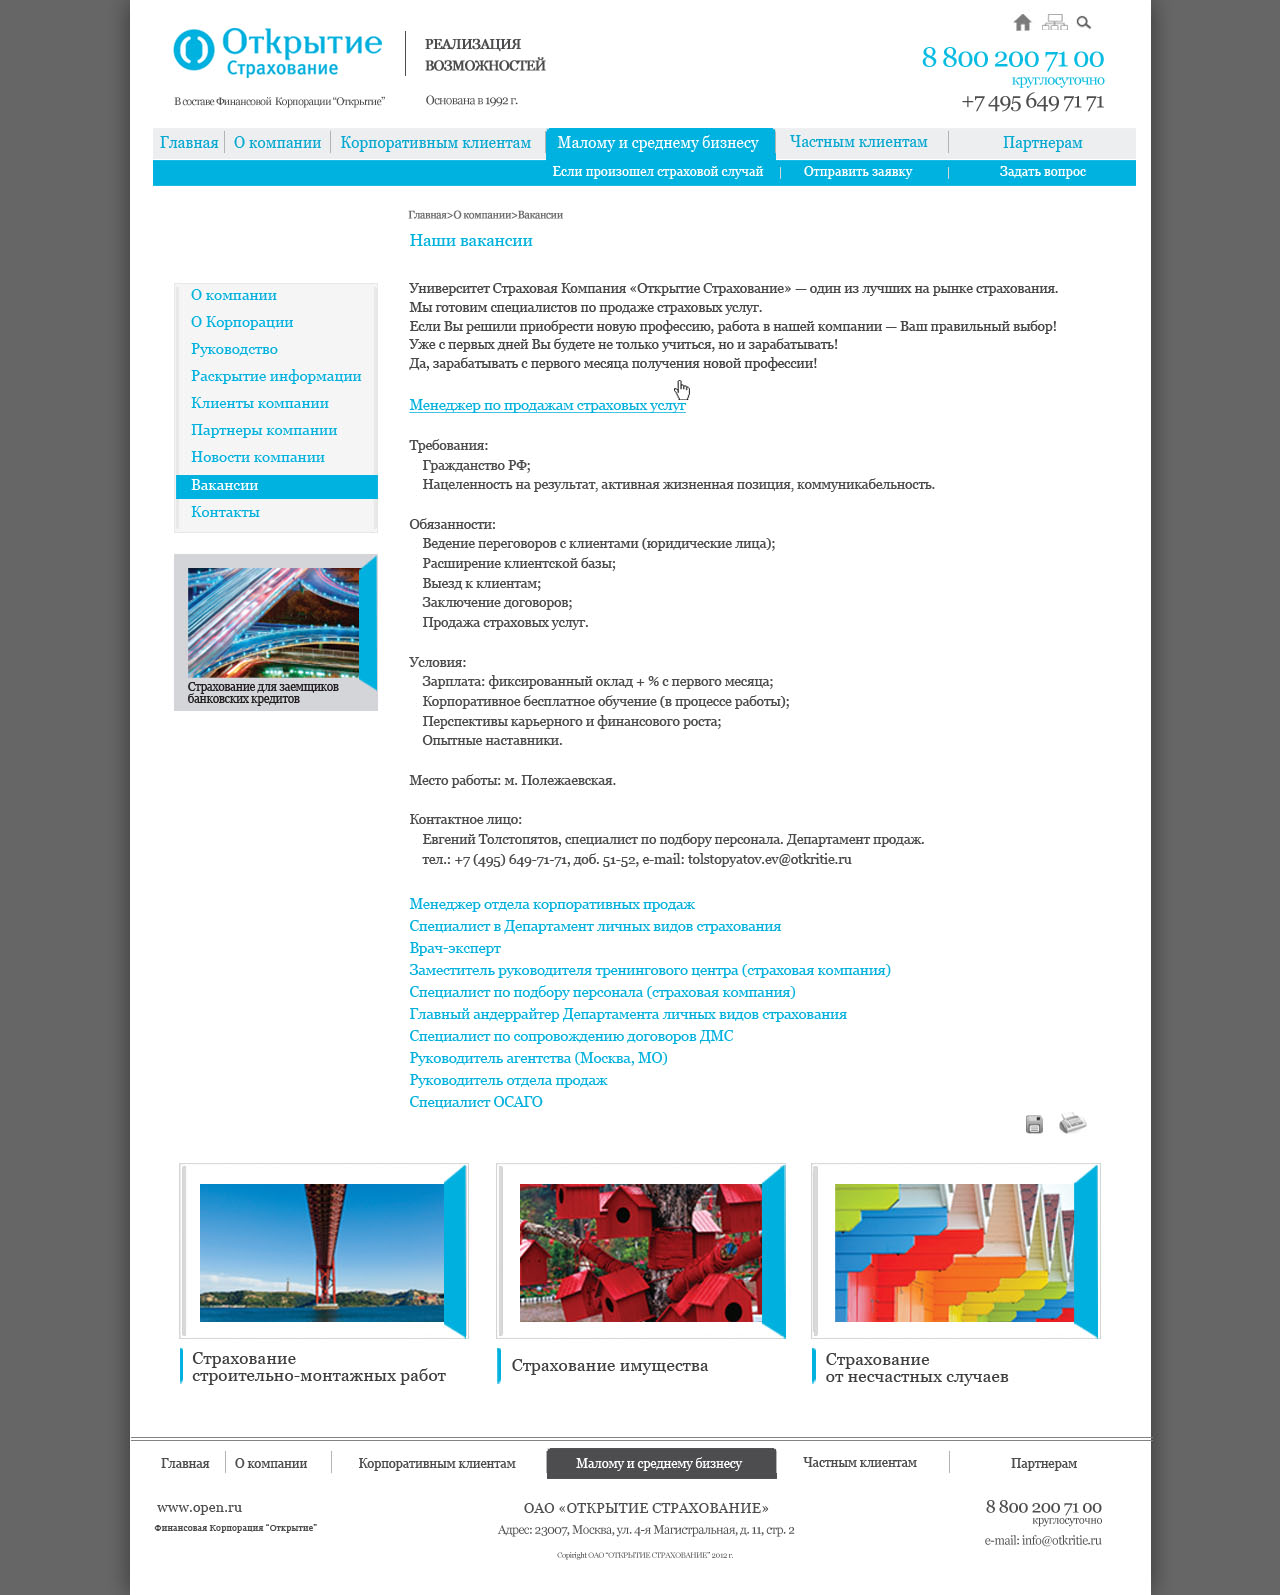 Открытие
Страхование
РЕАЛИЗАЦИЯ
ВОЗМОЖНОСТЕЙ
В составе Финансовой Корпорации "Открытие"
Основана в 1992 г.
8 800 200 71 00
круглосуточно
+7 495 649 71 71
Главная О компании Корпоративным клиентам Малому и среднему бизнесу Частным клиентам Партнерам
Если произошел страховой случай Отправить заявку Задать вопрос
Главная>О компании>Вакансии
Наши вакансии
О компании
О Корпорации
Руководство
Раскрытие информации
Клиенты компании
Партнеры компании
Новости компании
Вакансии
Контакты
Страхование для заемщиков
банковских кредитов
Университет Страховая Компания «Открытие Страхование» — один из лучших на рынке страхования.
Мы готовим специалистов по продаже страховых услуг.
Если Вы решили приобрести новую профессию, работа в нашей компании — Ваш правильный выбор!
Уже с первых дней Вы будете не только учиться, но и зарабатывать!
Да, зарабатывать с первого месяца получения новой профессии!
Менеджер по продажам страховых услуг
Требования:
Гражданство РФ;
Нацеленность на результат, активная жизненная позиция, коммуникабельность.
Обязанности:
Ведение переговоров с клиентами (юридические лица);
Расширение клиентской базы;
Выезд к клиентам;
Заключение договоров;
Продажа страховых услуг.
Условия:
Зарплата: фиксированный оклад + % с первого месяца;
Корпоративное бесплатное обучение (в процессе работы);
Перспективы карьерного и финансового роста;
Опытные наставники.
Место работы: м. Полежаевская.
Контактное лицо:
Евгений Толстопятов, специалист по подбору персонала. Департамент продаж.
тел.: +7 (495) 649-71-71, доб. 51-52, e-mail: tolstopyatov.ev@otkritie.ru
Менеджер отдела корпоративных продаж
Специалист в Департамент личных видов страхования
Врач-эксперт
Заместитель руководителя тренингового центра (страховая компания)
Специалист по подбору персонала (страховая компания)
Главный андеррайтер Департамента личных видов страхования
Специалист по сопровождению договоров ДМС
Руководитель агентства (Москва, МО)
Руководитель отдела продаж
Специалист ОСАГО
Страхование
строительно-монтажных работ
Страхование имущества
Страхование
от несчастных случаев
Главная О компании Корпоративным клиентам Малому и среднему бизнесу Частным клиентам Партнерам
www.open.ru
Финансовая Корпорация "Открытие"
ОАО «ОТКРЫТИЕ СТРАХОВАНИЕ»
Адрес: 23007, Москва, ул. 4-я Магистральная, д. 11, стр. 2
Copiright ОАО "ОТКРЫТИЕ СТРАХОВАНИЕ" 2012 г.
8 800 200 71 00
круглосуточно
e-mail: info@otkritie.ru